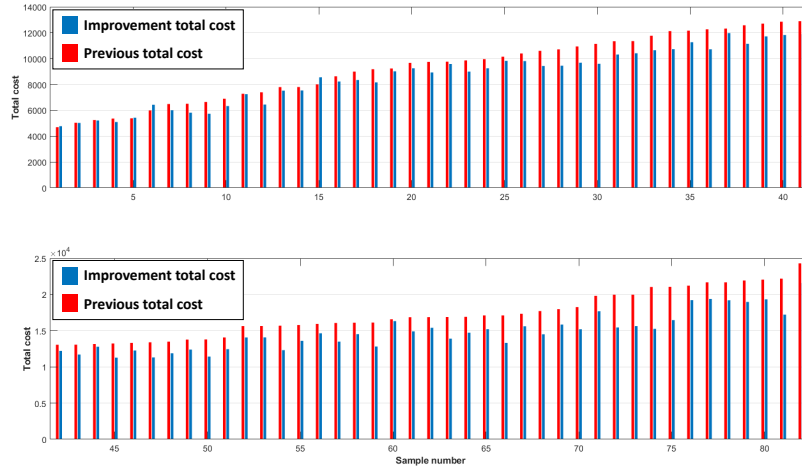 14000
12000
10000
8000
6000
4000
2000
0
Total cost
Improvement total cost
Previous total cost
5 10 15 20 25 30 35 40
×10⁴
2.5
2
1.5
1
0.5
0
Total cost
Improvement total cost
Previous total cost
45 50 55 60 65 70 75 80
Sample number